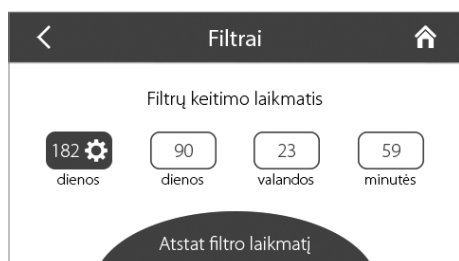 Filtrai
Filtrų keitimo laikmatis
182 90 23 59
dienos dienos valandos minutės
Atstat filtro laikmatį